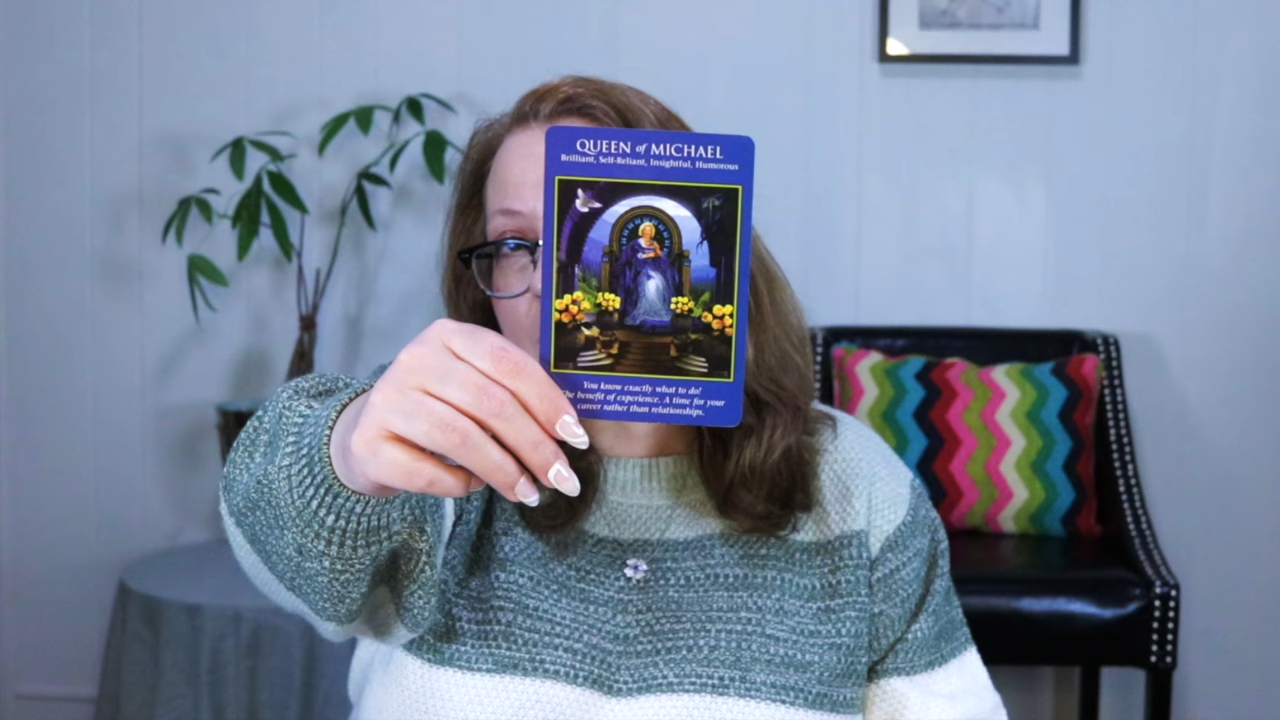 QUEEN of MICHAEL
Brilliant, Self-Reliant, Insightful, Humorous
You know exactly what to do!
The benefit of experience. A time for your
career rather than relationships.